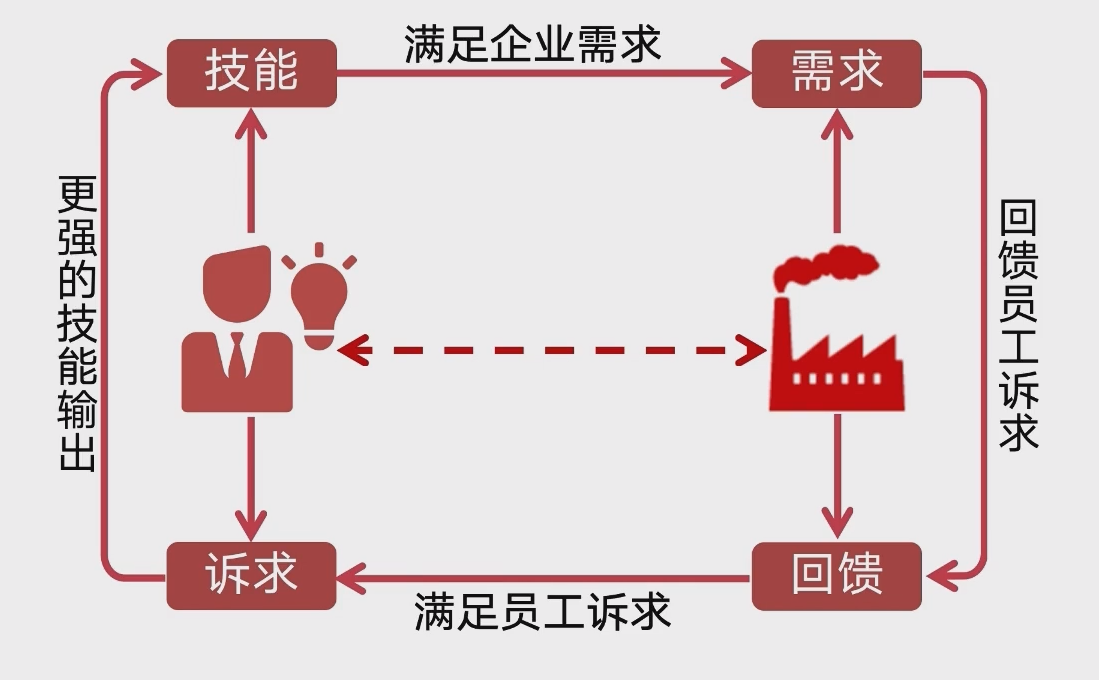 满足企业需求
技能
需求
更强的技能输出
回馈员工诉求
诉求
回馈
满足员工诉求